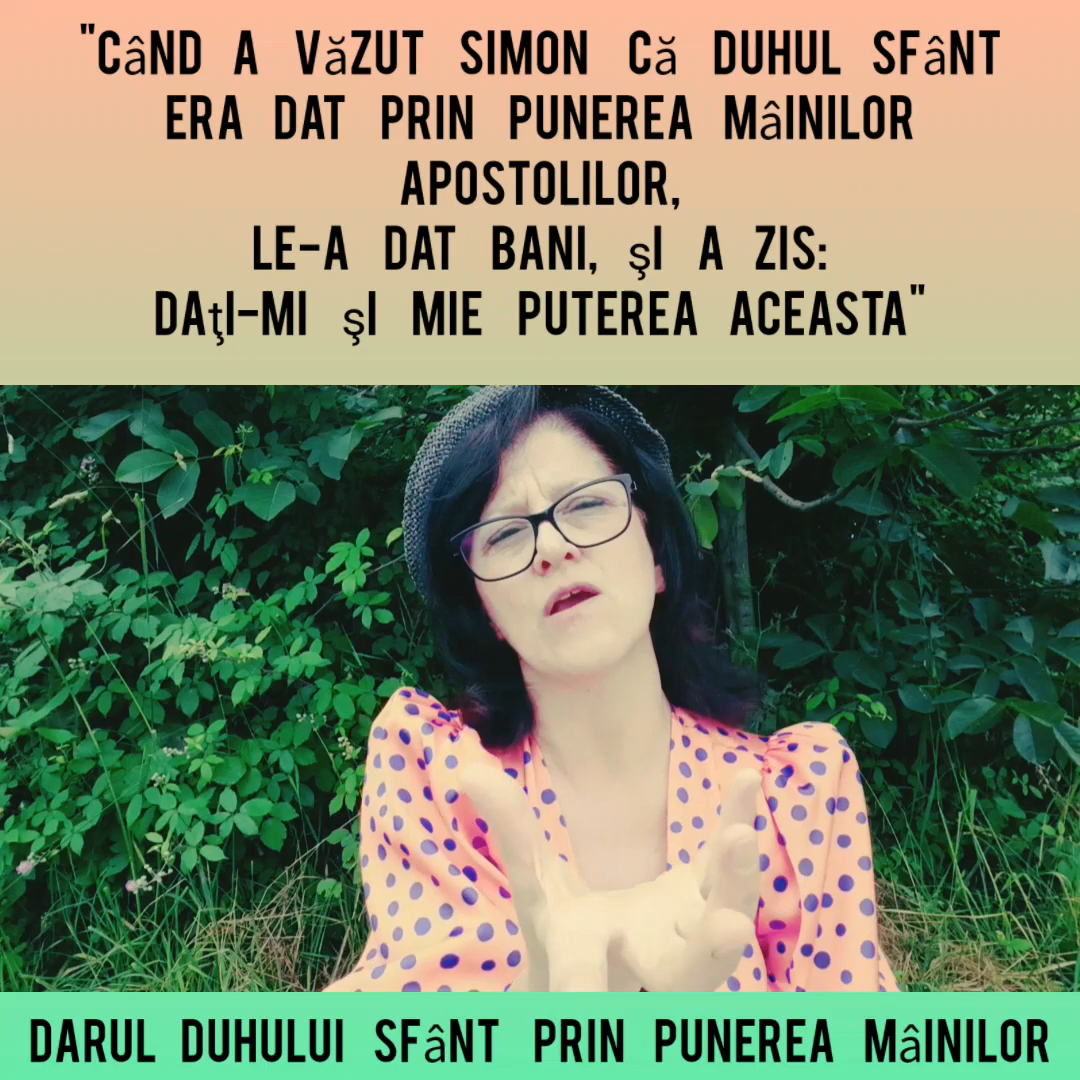 "CâND A VăZUT SIMON Că DUHUL SFâNT
ERA DAT PRIN PUNEREA MâINILOR
APOSTOLILOR,
LE-A DAT BANI, şI A ZIS:
DAţI-MI şI MIE PUTEREA ACEASTA"
DARUL DUHULUI SFâNT PRIN PUNEREA MâINILOR